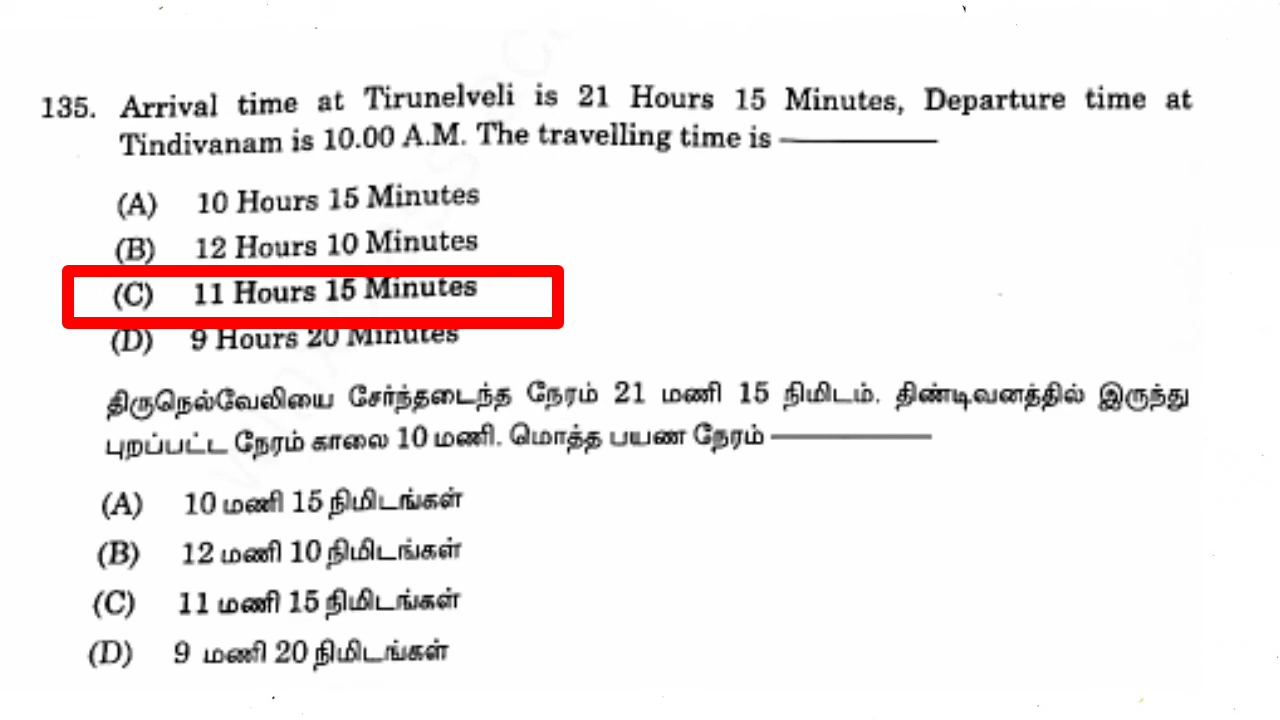 135. Arrival time at Tirunelveli is 21 Hours 15 Minutes, Departure time at
Tindivanam is 10.00 A.M. The travelling time is ————
(A) 10 Hours 15 Minutes
(B) 12 Hours 10 Minutes
(C) 11 Hours 15 Minutes
(D) 9 Hours 20 Minutes
திருநெல்வேலியை சேர்ந்தடைந்த நேரம் 21 மணி 15 நிமிடம். திண்டிவனத்தில் இருந்து
புறப்பட்ட நேரம் காலை 10 மணி. மொத்த பயண நேரம் ————
(A) 10 மணி 15 நிமிடங்கள்
(B) 12 மணி 10 நிமிடங்கள்
(C) 11 மணி 15 நிமிடங்கள்
(D) 9 மணி 20 நிமிடங்கள்